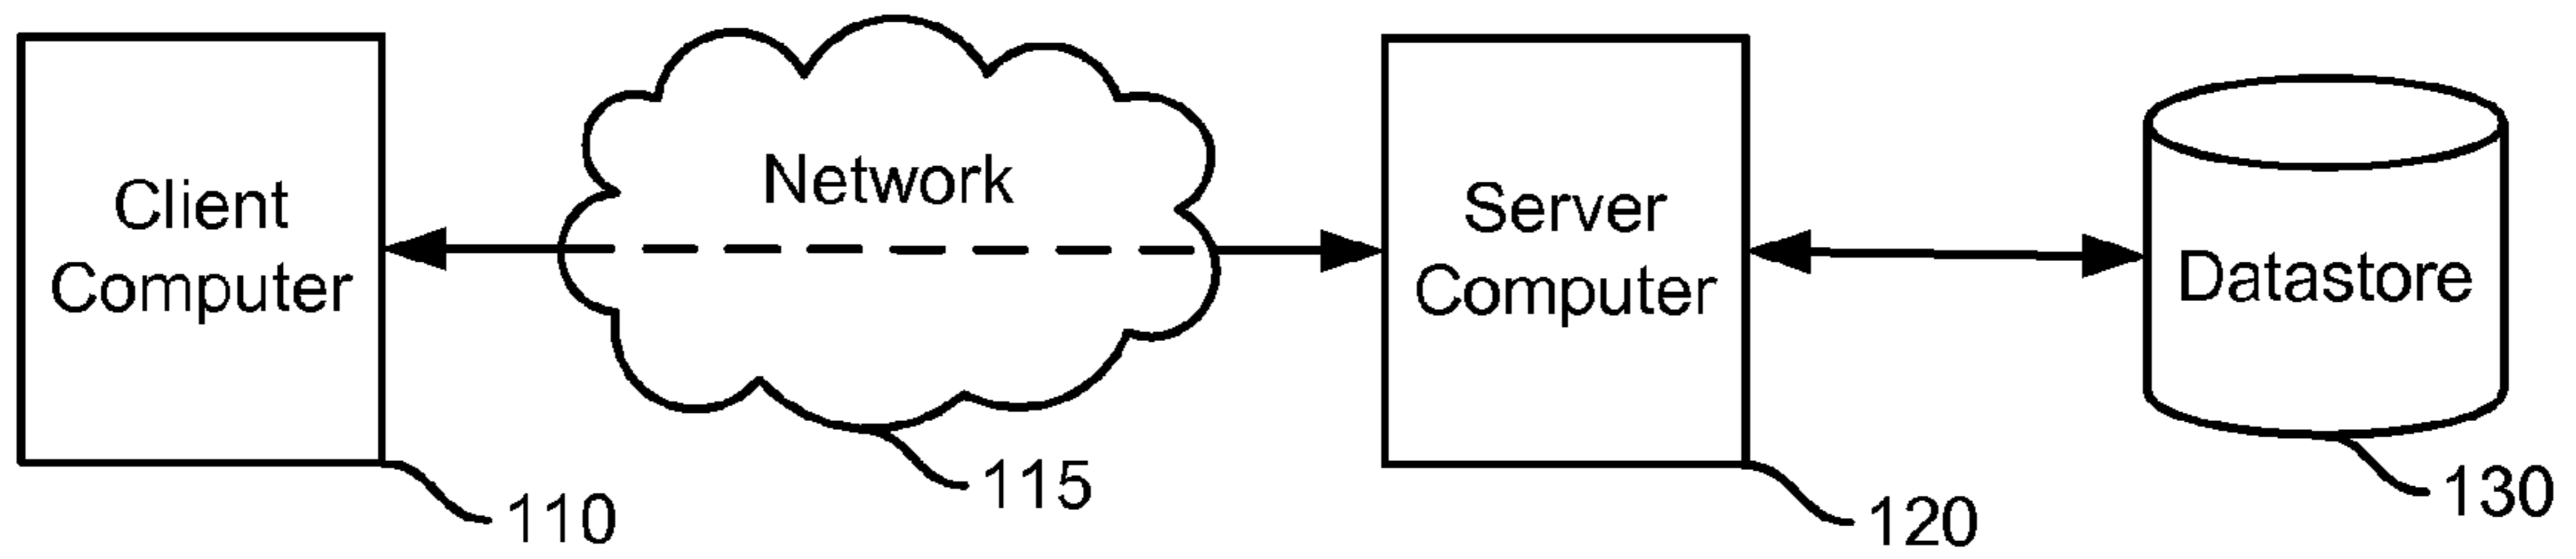 Client
Computer
110
Network
115
Server
Computer
120
Datastore
130